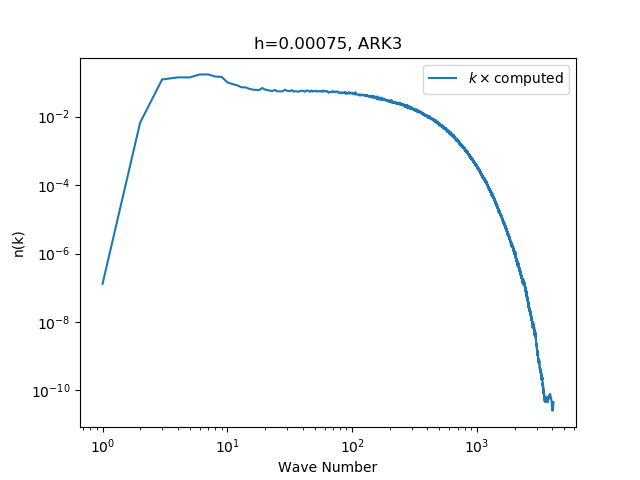 h=0.00075, ARK3
k × computed
n(k)
10⁻²
10⁻⁴
10⁻⁶
10⁻⁸
10⁻¹⁰
10⁰ 10¹ 10² 10³
Wave Number